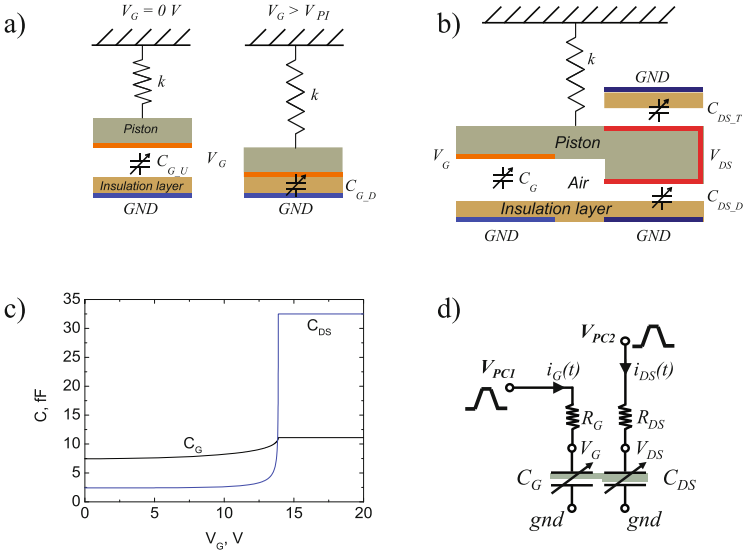 a)
V_G = 0 V
V_G > V_PI
k
k
Piston
C_G_U
V_G
Insulation layer
C_G_D
GND
GND
b)
k
GND
C_DS_T
V_G
Piston
V_DS
C_G
Air
C_DS_D
Insulation layer
GND
GND
c)
35
30
25
20
15
10
5
0
C, fF
C_DS
C_G
0
5
10
15
20
V_G, V
d)
V_PC2
V_PC1
i_G(t)
i_DS(t)
R_G
R_DS
V_G
V_DS
C_G
C_DS
gnd
gnd